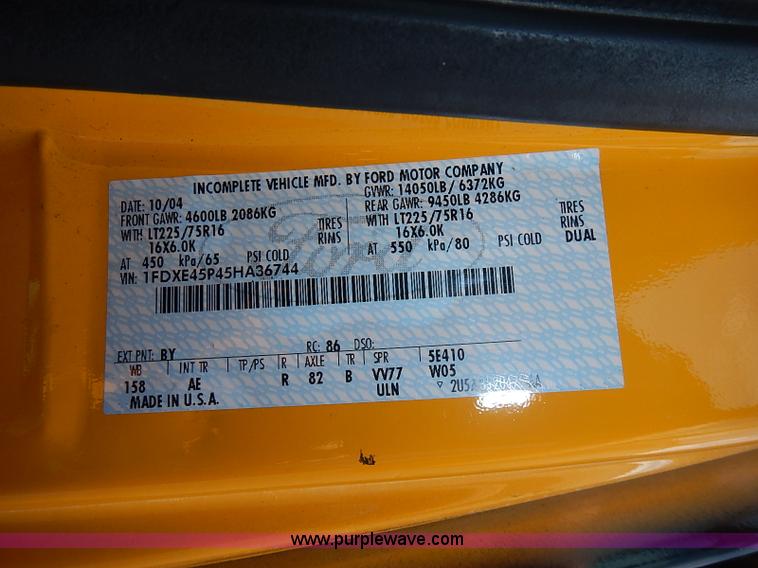 INCOMPLETE VEHICLE MFD. BY FORD MOTOR COMPANY
DATE: 10/04 GVWR: 14050LB/ 6372KG
FRONT GAWR: 4600LB 2086KG REAR GAWR: 9450LB 4286KG
WITH LT225/75R16 TIRES WITH LT225/75R16 TIRES
16X6.0K RIMS 16X6.0K RIMS
AT 450 kPa/65 PSI COLD AT 550 kPa/80 PSI COLD DUAL
VIN: 1FDXE45P45HA36744
Ford
EXT PNT: BY RC: 86 DSO:
WB INT TR TP/PS R AXLE TR SPR 5E410
158 AE R 82 B VV77 W05
ULN
MADE IN U.S.A.
www.purplewave.com